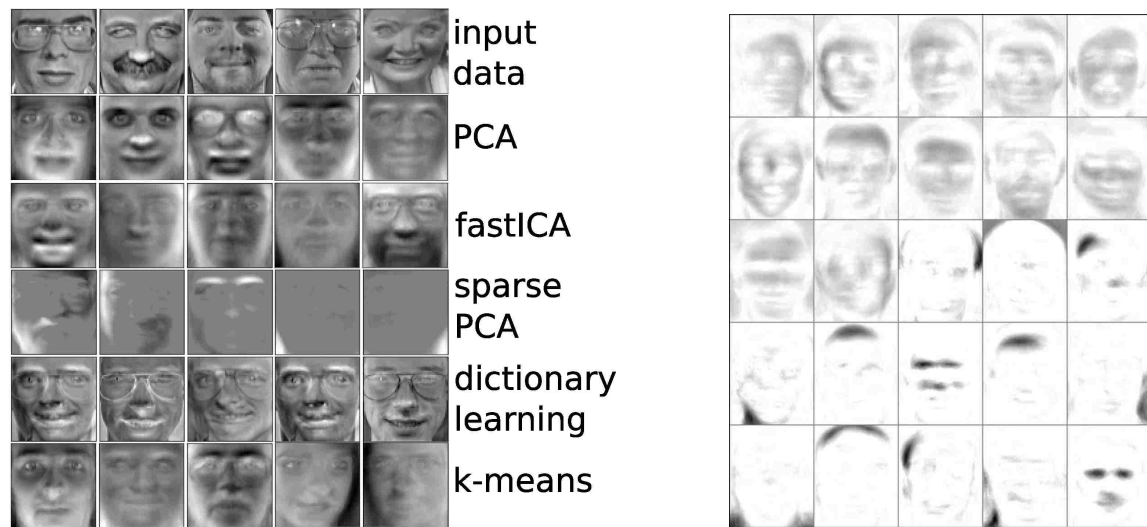 input
data
PCA
fastICA
sparse
PCA
dictionary
learning
k-means